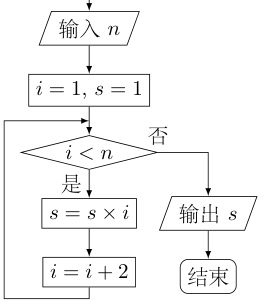 输入 n
i = 1, s = 1
i < n
否
是
s = s × i
输出 s
i = i + 2
结束